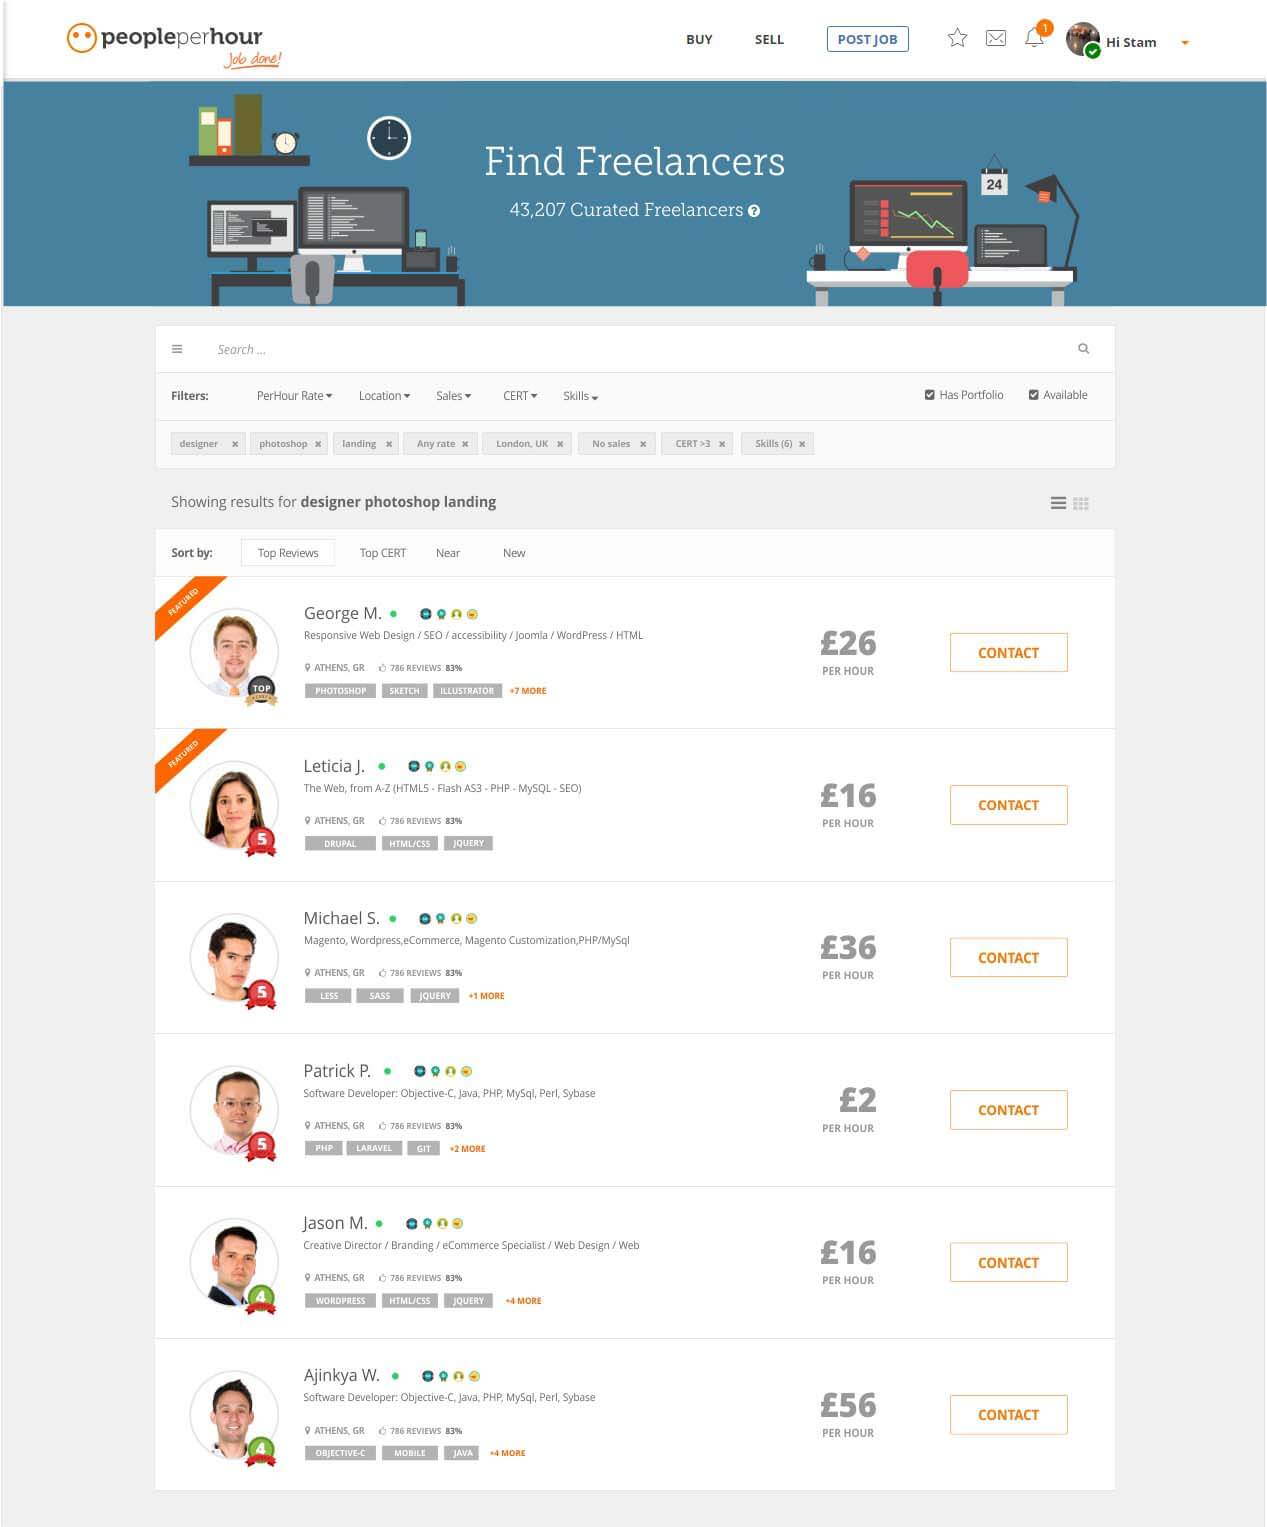 peopleperhour
Job done!
BUY SELL POST JOB 1 Hi Stam
Find Freelancers
24
43,207 Curated Freelancers ?
Search ...
Filters: PerHour Rate Location Sales CERT Skills Has Portfolio Available
designer × photoshop × landing × Any rate × London, UK × No sales × CERT >3 × Skills (6) ×
Showing results for designer photoshop landing
Sort by: Top Reviews Top CERT Near New
FEATURED
George M.
Responsive Web Design / SEO / accessibility / Joomla / WordPress / HTML
£26
PER HOUR
CONTACT
ATHENS, GR 786 REVIEWS 83%
TOP
PHOTOSHOP SKETCH ILLUSTRATOR +7 MORE
FEATURED
Leticia J.
The Web, from A-Z (HTML5 - Flash AS3 - PHP - MySQL - SEO)
£16
PER HOUR
CONTACT
ATHENS, GR 786 REVIEWS 83%
5
DRUPAL HTML/CSS JQUERY
Michael S.
Magento, Wordpress,eCommerce, Magento Customization,PHP/MySql
£36
PER HOUR
CONTACT
ATHENS, GR 786 REVIEWS 83%
5
LESS SASS JQUERY +1 MORE
Patrick P.
Software Developer: Objective-C, Java, PHP, MySql, Perl, Sybase
£2
PER HOUR
CONTACT
ATHENS, GR 786 REVIEWS 83%
5
PHP LARAVEL GIT +2 MORE
Jason M.
Creative Director / Branding / eCommerce Specialist / Web Design / Web
£16
PER HOUR
CONTACT
ATHENS, GR 786 REVIEWS 83%
4
WORDPRESS HTML/CSS JQUERY +4 MORE
Ajinkya W.
Software Developer: Objective-C, Java, PHP, MySql, Perl, Sybase
£56
PER HOUR
CONTACT
ATHENS, GR 786 REVIEWS 83%
4
OBJECTIVE-C MOBILE JAVA +4 MORE